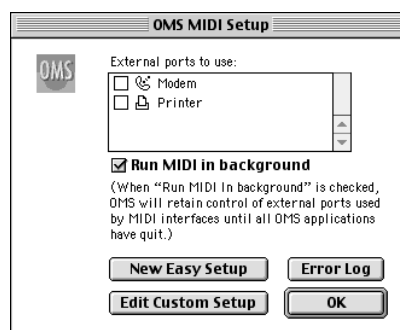 OMS MIDI Setup
OMS
External ports to use:
Modem
Printer
Run MIDI in background
(When “Run MIDI In background” is checked,
OMS will retain control of external ports used
by MIDI interfaces until all OMS applications
have quit.)
New Easy Setup
Error Log
Edit Custom Setup
OK